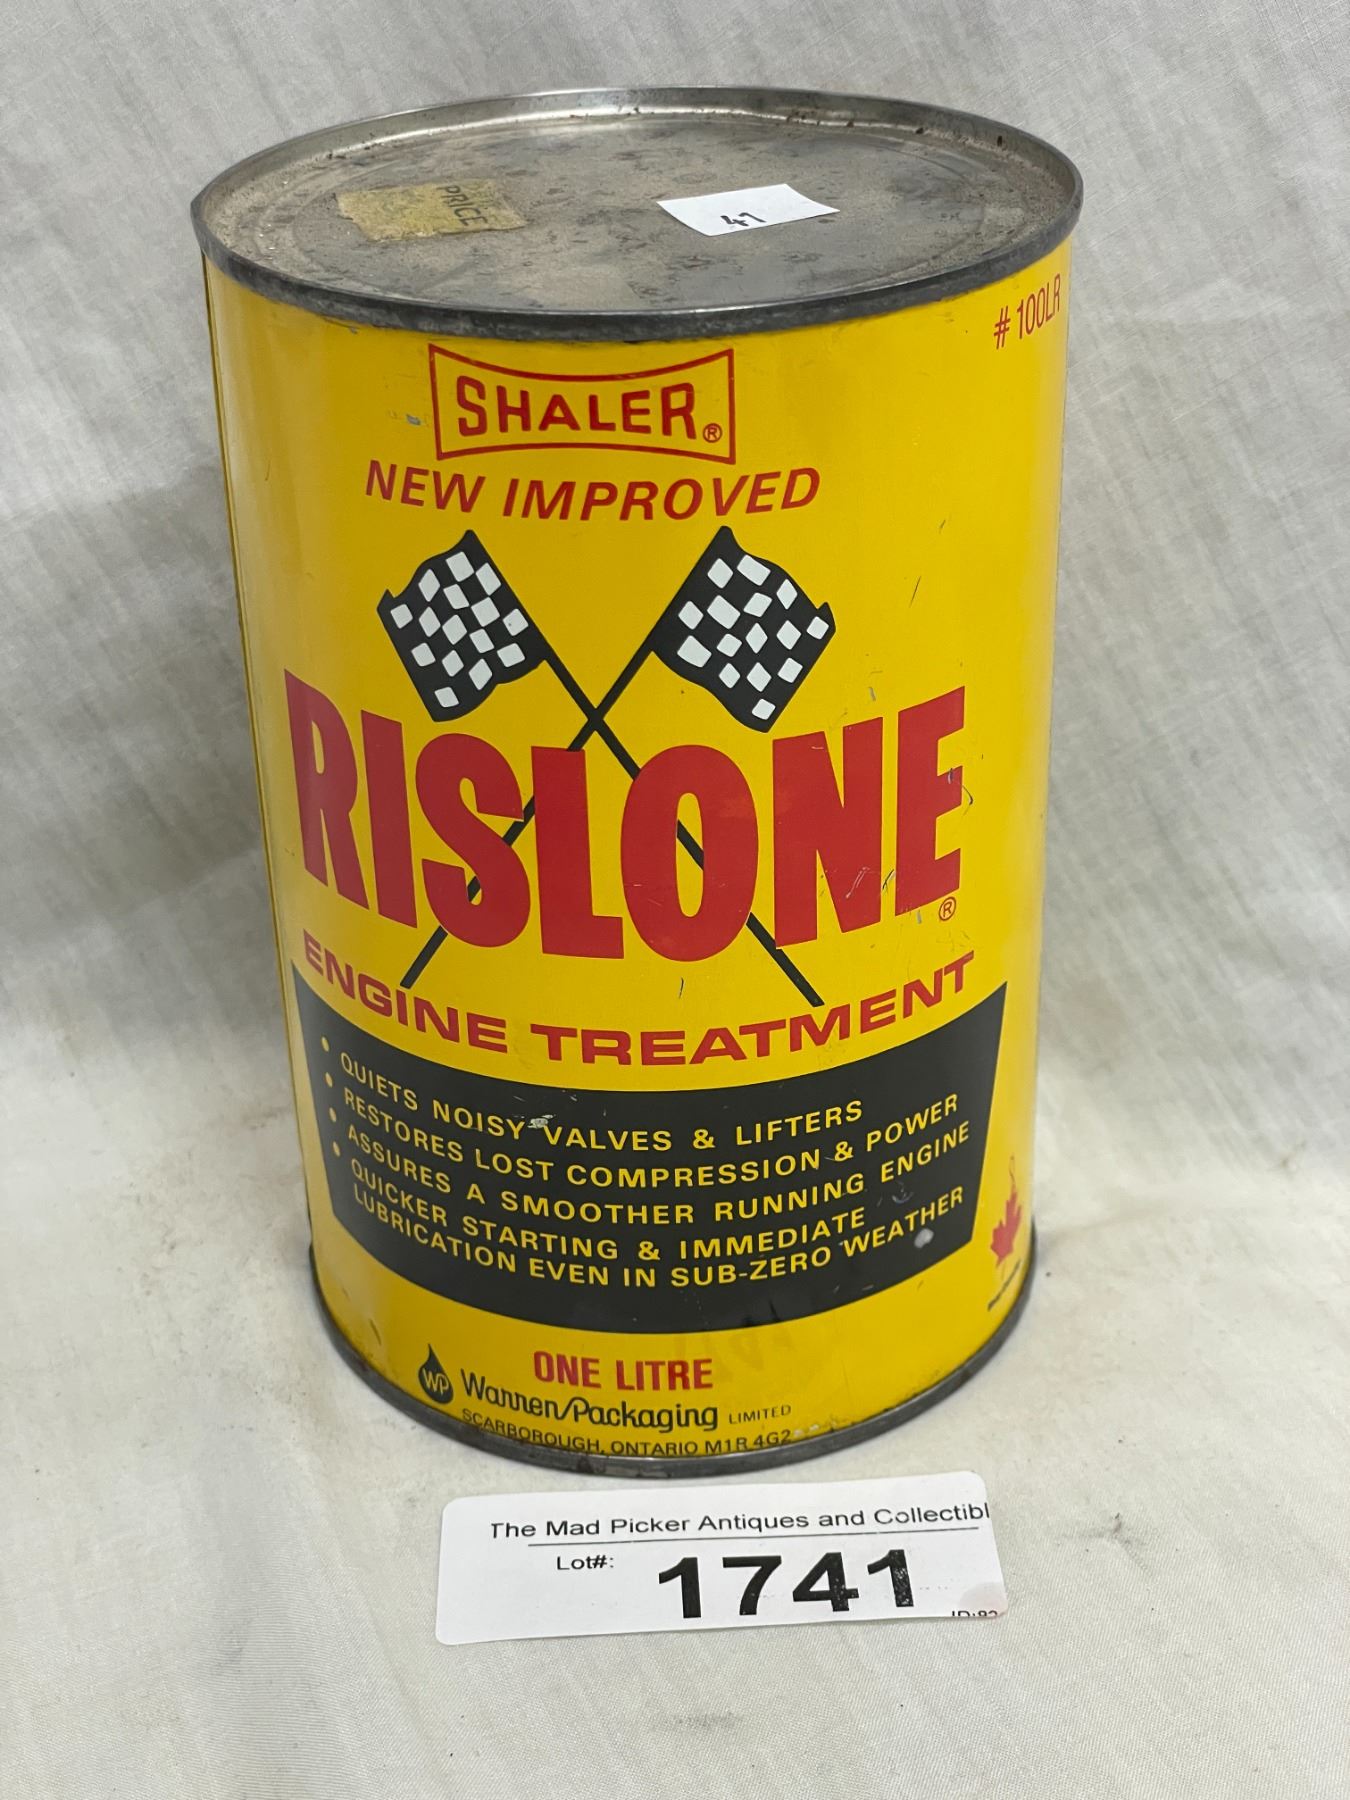 PRICE
41
# 100LR
SHALER®
NEW IMPROVED
RISLONE®
ENGINE TREATMENT
• QUIETS NOISY VALVES & LIFTERS
• RESTORES LOST COMPRESSION & POWER
• ASSURES A SMOOTHER RUNNING ENGINE
• QUICKER STARTING & IMMEDIATE
LUBRICATION EVEN IN SUB-ZERO WEATHER
ONE LITRE
WP Warren/Packaging LIMITED
SCARBOROUGH, ONTARIO M1R 4G2
The Mad Picker Antiques and Collectibl
Lot#: 1741